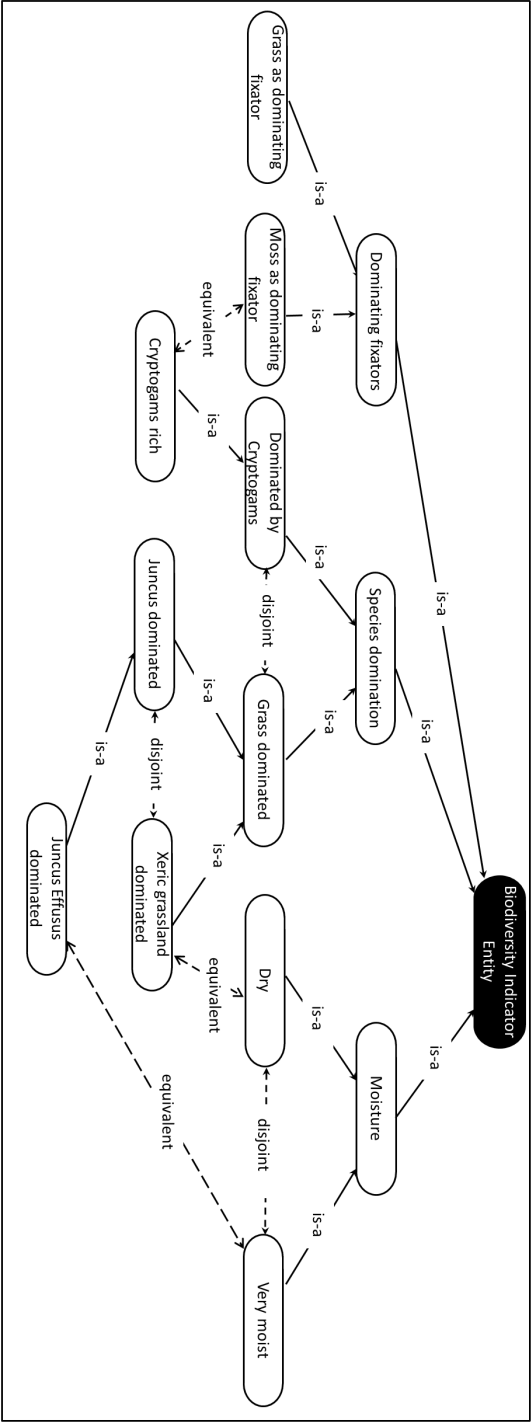 Biodiversity Indicator
Entity
is-a
is-a
is-a
Dominating fixators
Species domination
Moisture
is-a
is-a
is-a
is-a
is-a
is-a
Grass as dominating
fixator
Moss as dominating
fixator
Dominated by
Cryptogams
disjoint
Grass dominated
Dry
disjoint
Very moist
equivalent
is-a
is-a
is-a
equivalent
Cryptogams rich
Juncus dominated
disjoint
Xeric grassland
dominated
equivalent
is-a
Juncus Effusus
dominated